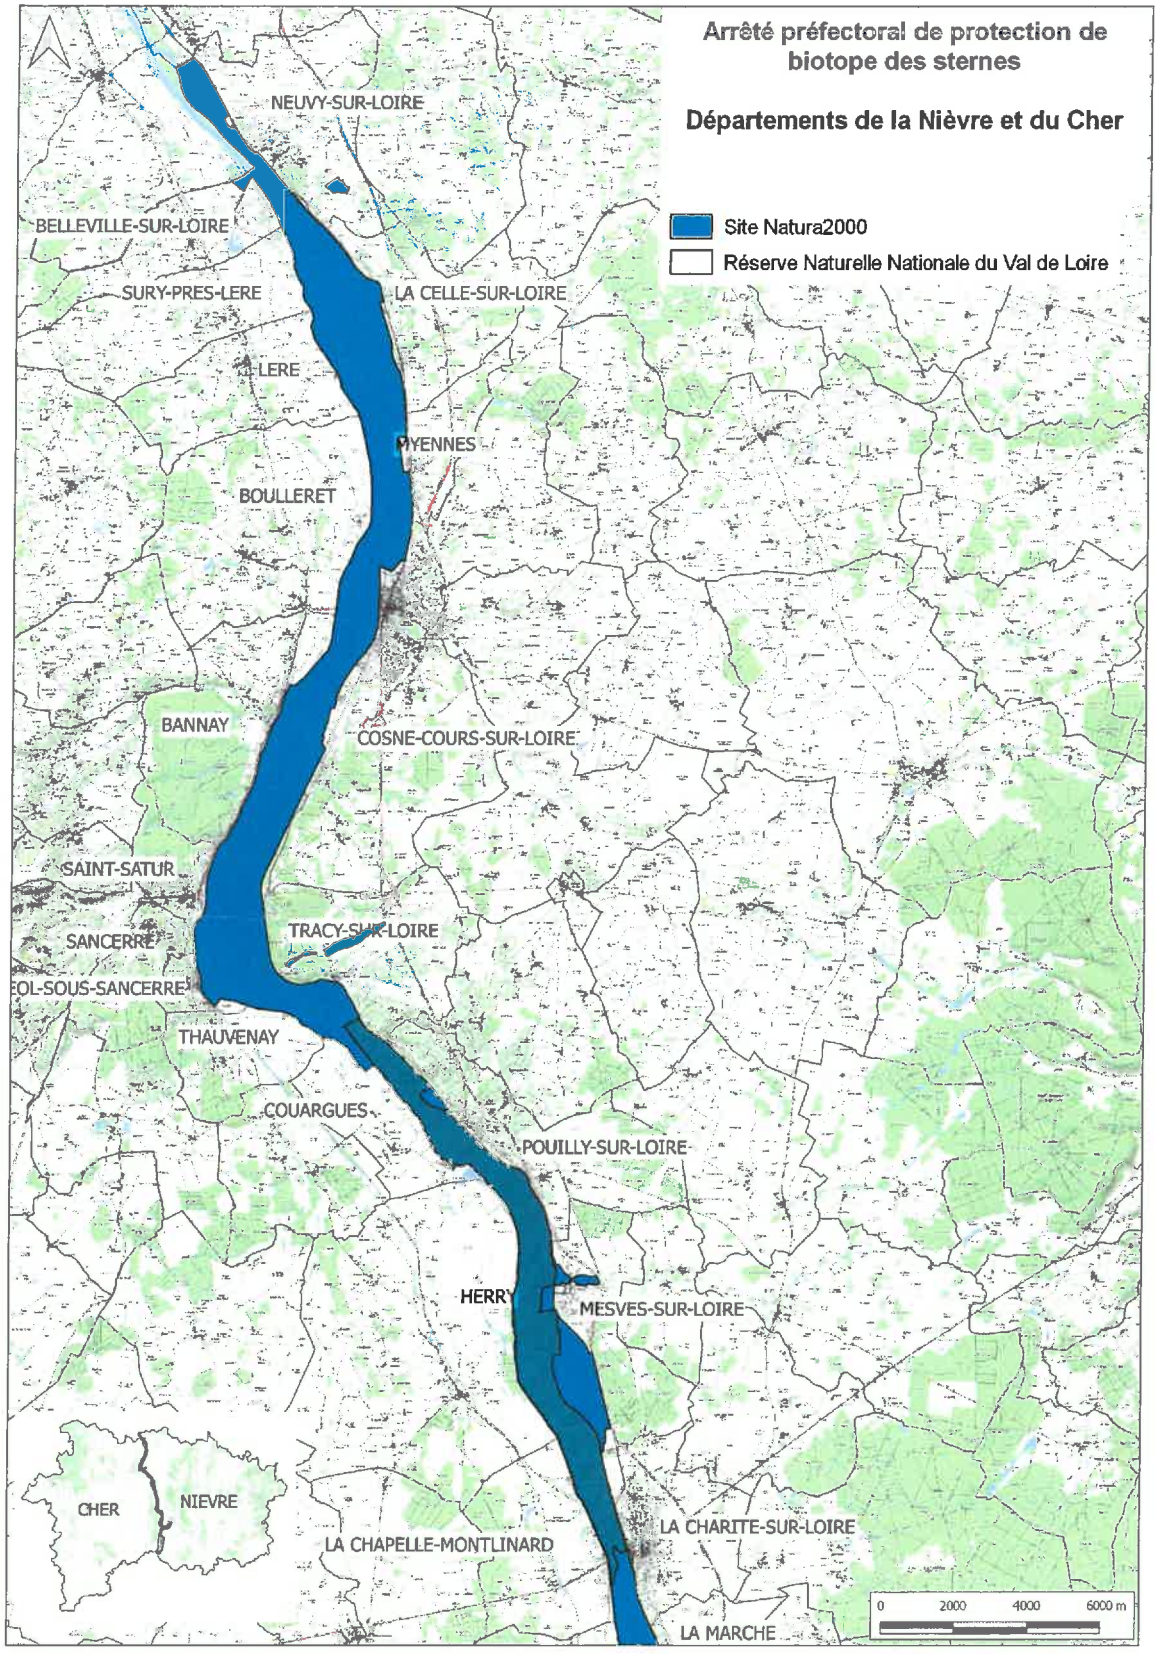 Arrêté préfectoral de protection de
biotope des sternes
Départements de la Nièvre et du Cher
Site Natura2000
Réserve Naturelle Nationale du Val de Loire
NEUVY-SUR-LOIRE
BELLEVILLE-SUR-LOIRE
SURY-PRES-LERE
LA CELLE-SUR-LOIRE
LERE
MYENNES
BOULLERET
BANNAY
COSNE-COURS-SUR-LOIRE
SAINT-SATUR
TRACY-SUR-LOIRE
SANCERRE
EOL-SOUS-SANCERRE
THAUVENAY
COUARGUES
POUILLY-SUR-LOIRE
HERRY
MESVES-SUR-LOIRE
CHER
NIEVRE
LA CHARITE-SUR-LOIRE
LA CHAPELLE-MONTLINARD
0 2000 4000 6000 m
LA MARCHE